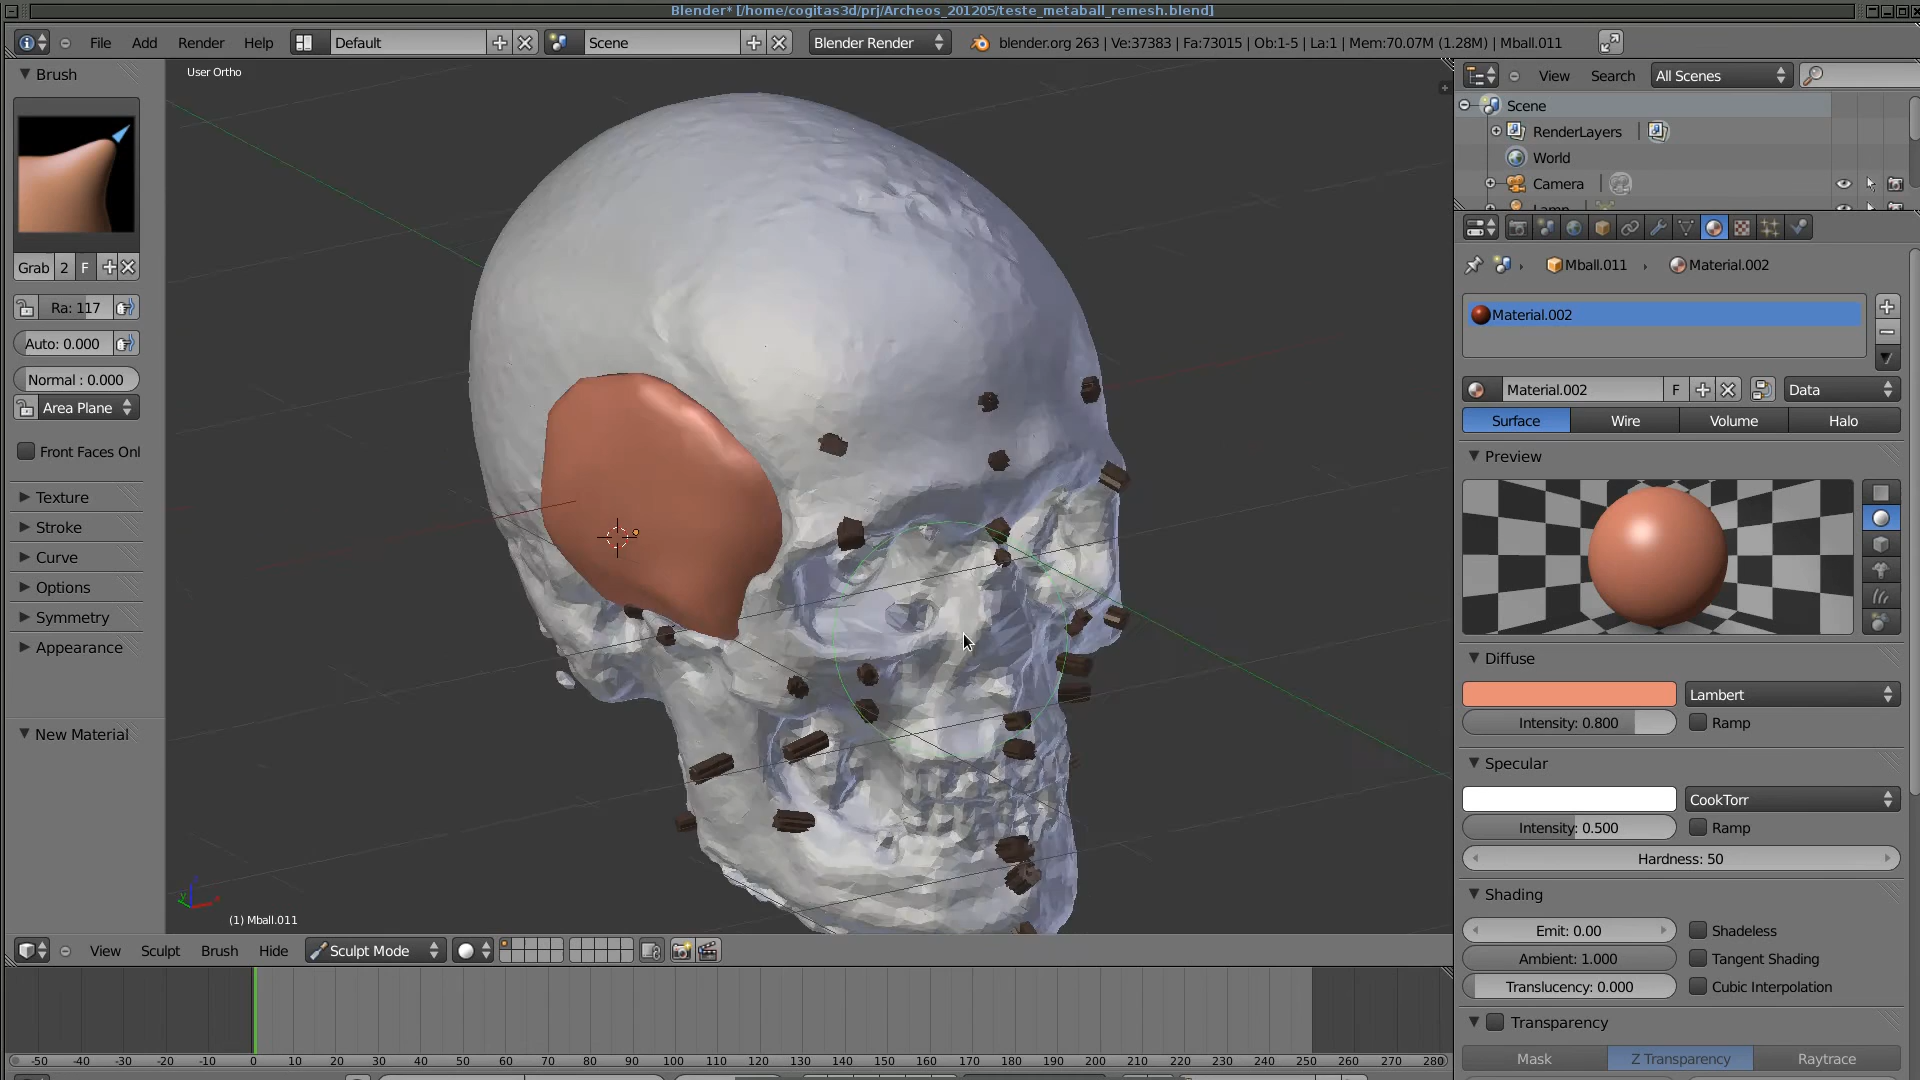 Blender* [/home/cogitas3d/prj/Archeos_201205/teste_metaball_remesh.blend]
File Add Render Help Default Scene Blender Render blender.org 263 | Ve:37383 | Fa:73015 | Ob:1-5 | La:1 | Mem:70.07M (1.28M) | Mball.011
Brush
Grab 2 F
Ra: 117
Auto: 0.000
Normal : 0.000
Area Plane
Front Faces Onl
Texture
Stroke
Curve
Options
Symmetry
Appearance
New Material
User Ortho
(1) Mball.011
View Sculpt Brush Hide Sculpt Mode
-50 -40 -30 -20 -10 0 10 20 30 40 50 60 70 80 90 100 110 120 130 140 150 160 170 180 190 200 210 220 230 240 250 260 270 280
View Search All Scenes
Scene
RenderLayers
World
Camera
Lamp
Mball.011 Material.002
Material.002
Material.002 F Data
Surface Wire Volume Halo
Preview
Diffuse
Lambert
Intensity: 0.800 Ramp
Specular
CookTorr
Intensity: 0.500 Ramp
Hardness: 50
Shading
Emit: 0.00 Shadeless
Ambient: 1.000 Tangent Shading
Translucency: 0.000 Cubic Interpolation
Transparency
Mask Z Transparency Raytrace